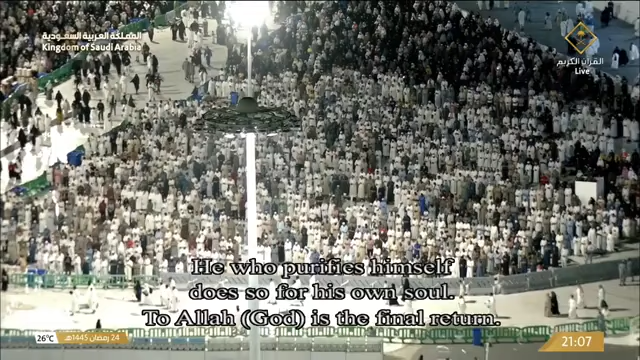 المملكة العربية السعودية
Kingdom of Saudi Arabia
القرآن الكريم
Live
He who purifies himself
does so for his own soul.
To Allah (God) is the final return.
26°C
24 رمضان 1445هـ
21:07